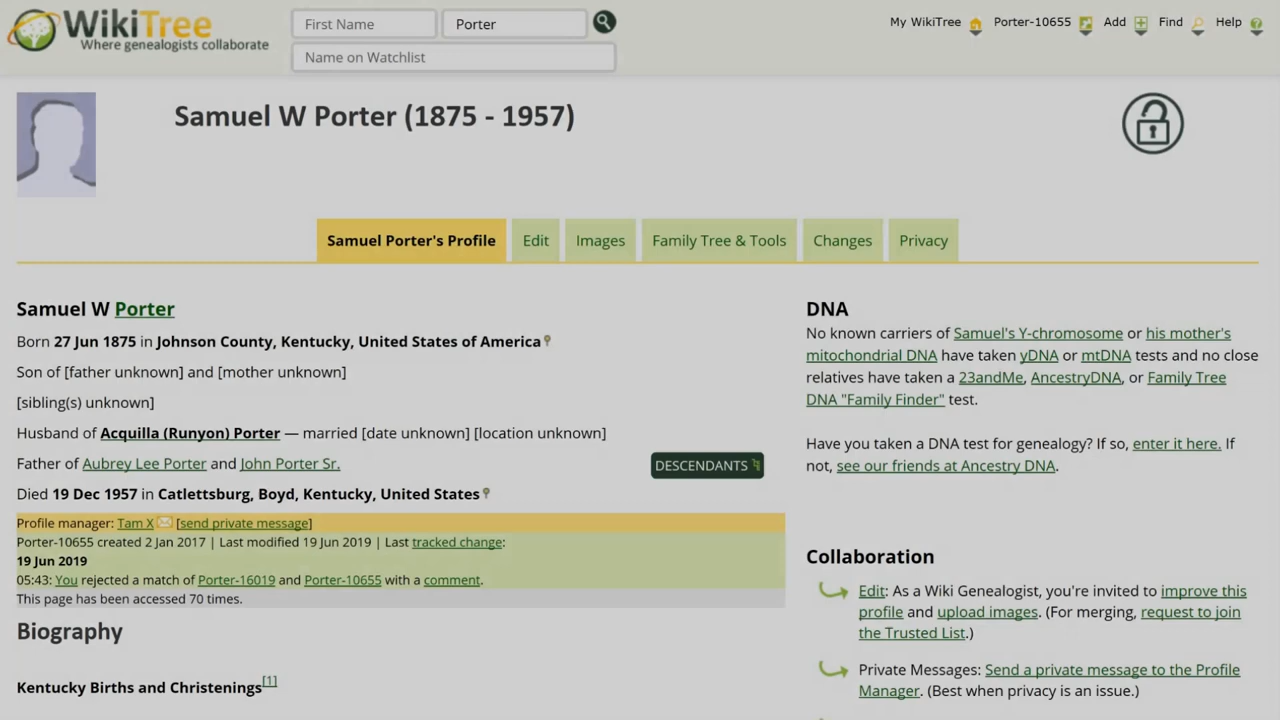 WikiTree
Where genealogists collaborate
First Name
Porter
Name on Watchlist
My WikiTree Porter-10655 Add Find Help
Samuel W Porter (1875 - 1957)
Samuel Porter's Profile Edit Images Family Tree & Tools Changes Privacy
Samuel W Porter
Born 27 Jun 1875 in Johnson County, Kentucky, United States of America
Son of [father unknown] and [mother unknown]
[sibling(s) unknown]
Husband of Acquilla (Runyon) Porter — married [date unknown] [location unknown]
Father of Aubrey Lee Porter and John Porter Sr.
DESCENDANTS
Died 19 Dec 1957 in Catlettsburg, Boyd, Kentucky, United States
Profile manager: Tam X [send private message]
Porter-10655 created 2 Jan 2017 | Last modified 19 Jun 2019 | Last tracked change:
19 Jun 2019
05:43: You rejected a match of Porter-16019 and Porter-10655 with a comment.
This page has been accessed 70 times.
Biography
Kentucky Births and Christenings[1]
DNA
No known carriers of Samuel's Y-chromosome or his mother's
mitochondrial DNA have taken yDNA or mtDNA tests and no close
relatives have taken a 23andMe, AncestryDNA, or Family Tree
DNA "Family Finder" test.
Have you taken a DNA test for genealogy? If so, enter it here. If
not, see our friends at Ancestry DNA.
Collaboration
Edit: As a Wiki Genealogist, you're invited to improve this
profile and upload images. (For merging, request to join
the Trusted List.)
Private Messages: Send a private message to the Profile
Manager. (Best when privacy is an issue.)